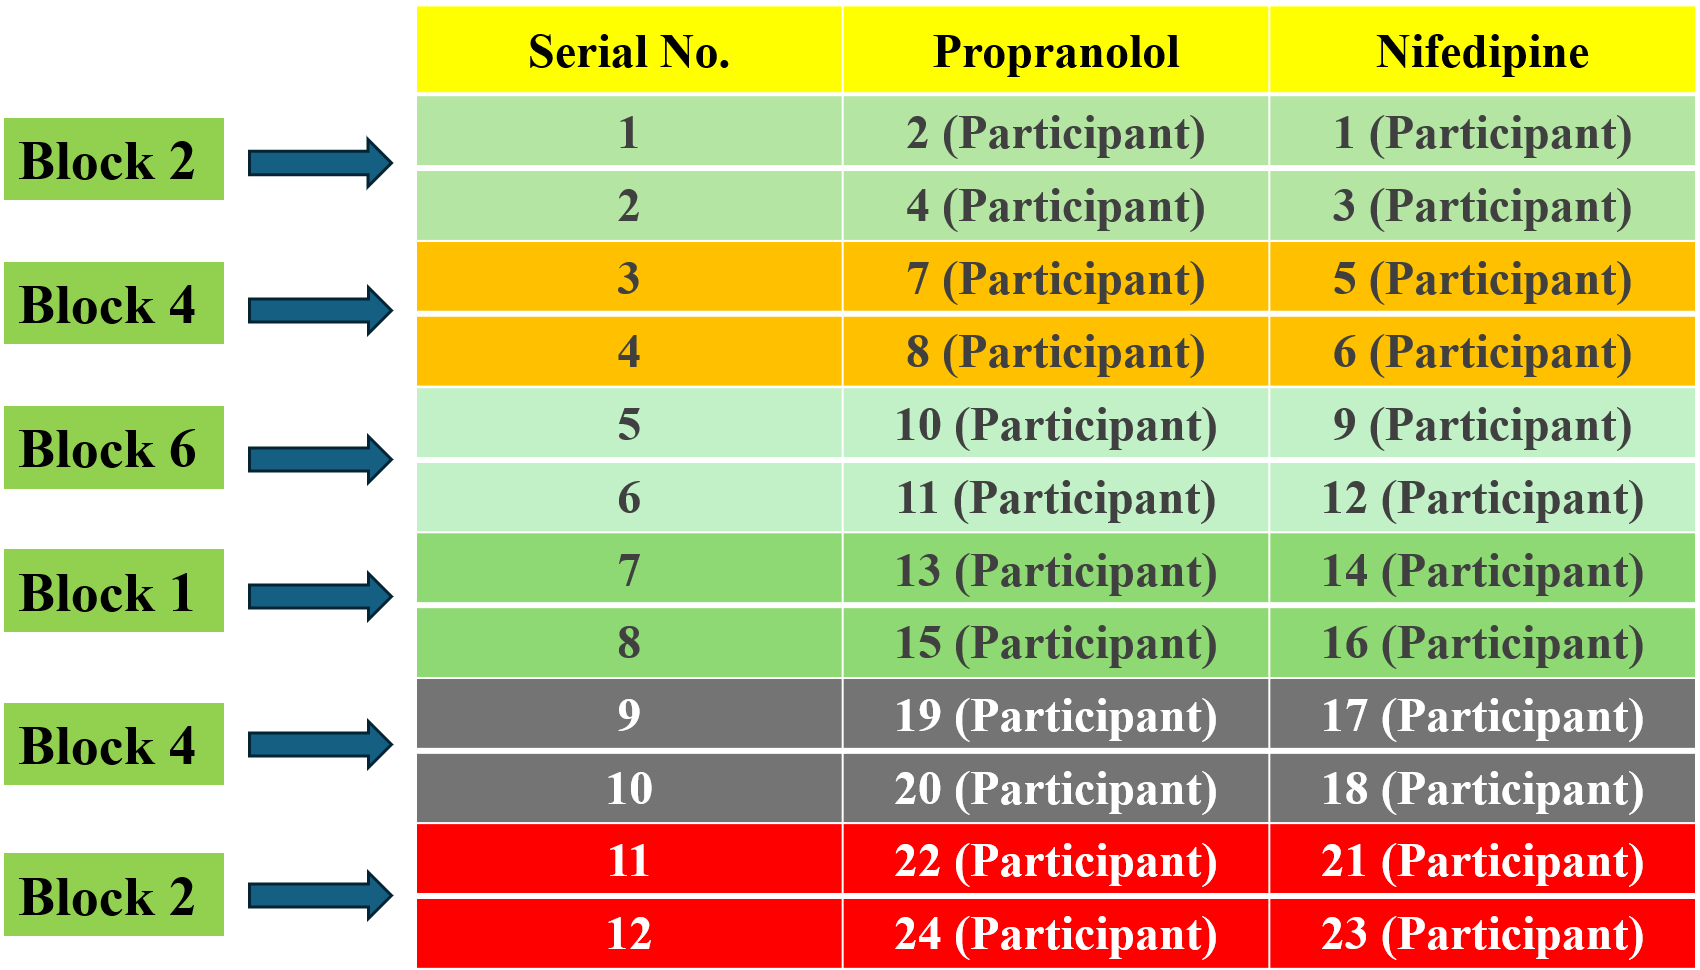 Serial No. Propranolol Nifedipine
Block 2
1 2 (Participant) 1 (Participant)
2 4 (Participant) 3 (Participant)
Block 4
3 7 (Participant) 5 (Participant)
4 8 (Participant) 6 (Participant)
Block 6
5 10 (Participant) 9 (Participant)
6 11 (Participant) 12 (Participant)
Block 1
7 13 (Participant) 14 (Participant)
8 15 (Participant) 16 (Participant)
Block 4
9 19 (Participant) 17 (Participant)
10 20 (Participant) 18 (Participant)
Block 2
11 22 (Participant) 21 (Participant)
12 24 (Participant) 23 (Participant)